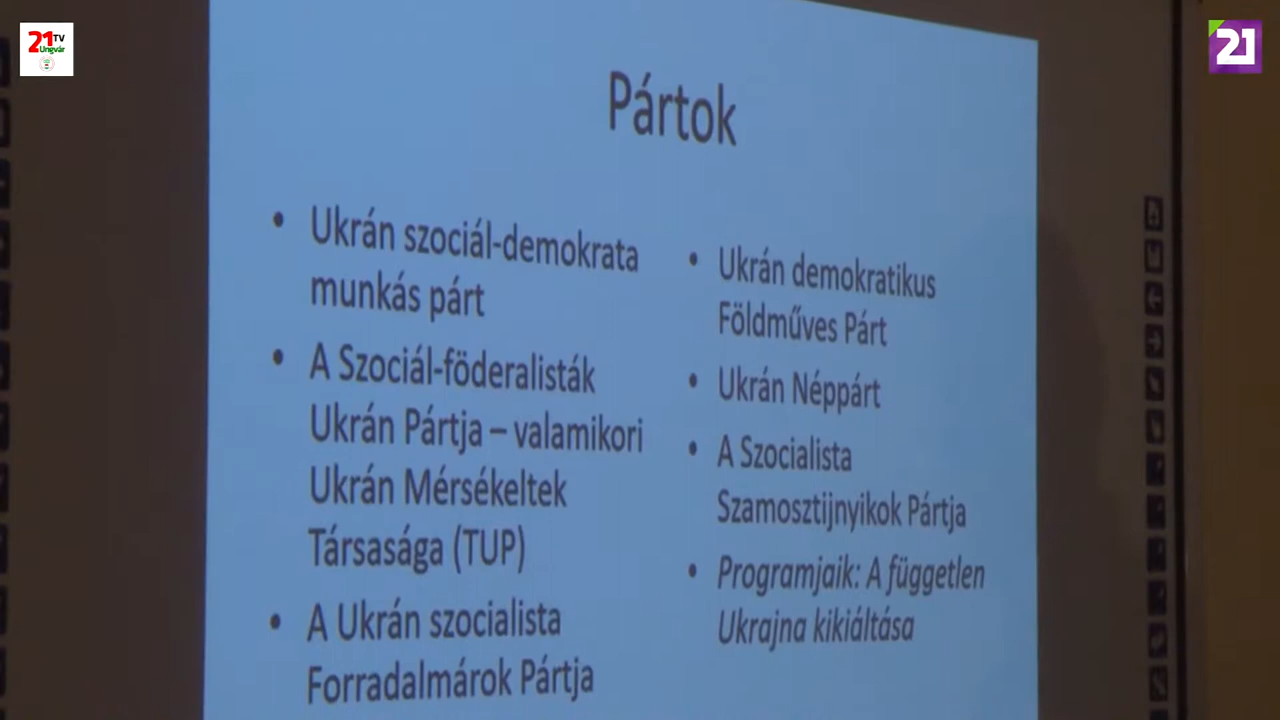 21 TV
Ungvár
21
Pártok
• Ukrán szociál-demokrata
munkás párt
• A Szociál-föderalisták
Ukrán Pártja – valamikori
Ukrán Mérsékeltek
Társasága (TUP)
• A Ukrán szocialista
Forradalmárok Pártja
• Ukrán demokratikus
Földműves Párt
• Ukrán Néppárt
• A Szocialista
Szamosztijnyikok Pártja
• Programjaik: A független
Ukrajna kikiáltása